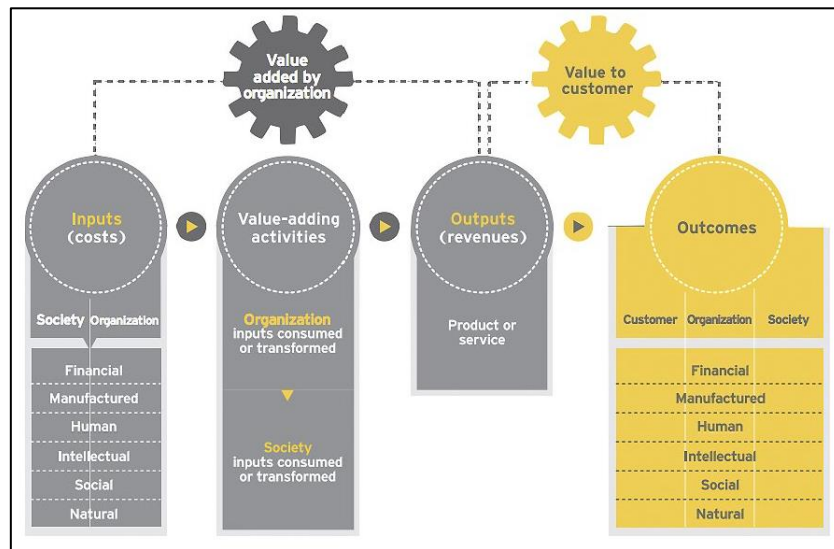 Value
added by
organization
Value to
customer
Inputs
(costs)
Value-adding
activities
Outputs
(revenues)
Outcomes
Society Organization
Organization
inputs consumed
or transformed
Society
inputs consumed
or transformed
Product or
service
Customer Organization Society
Financial
Manufactured
Human
Intellectual
Social
Natural
Financial
Manufactured
Human
Intellectual
Social
Natural